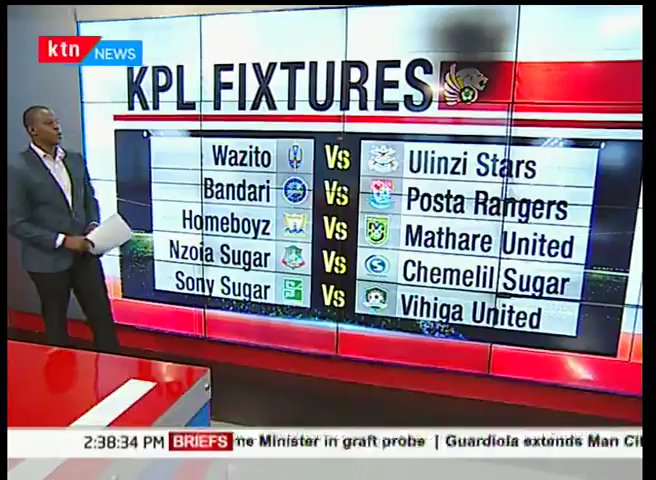 ktn NEWS
KPL FIXTURES
Wazito Vs Ulinzi Stars
Bandari Vs Posta Rangers
Homeboyz Vs Mathare United
Nzoia Sugar Vs Chemelil Sugar
Sony Sugar Vs Vihiga United
2:38:34 PM BRIEFS Minister in graft probe | Guardiola extends Man